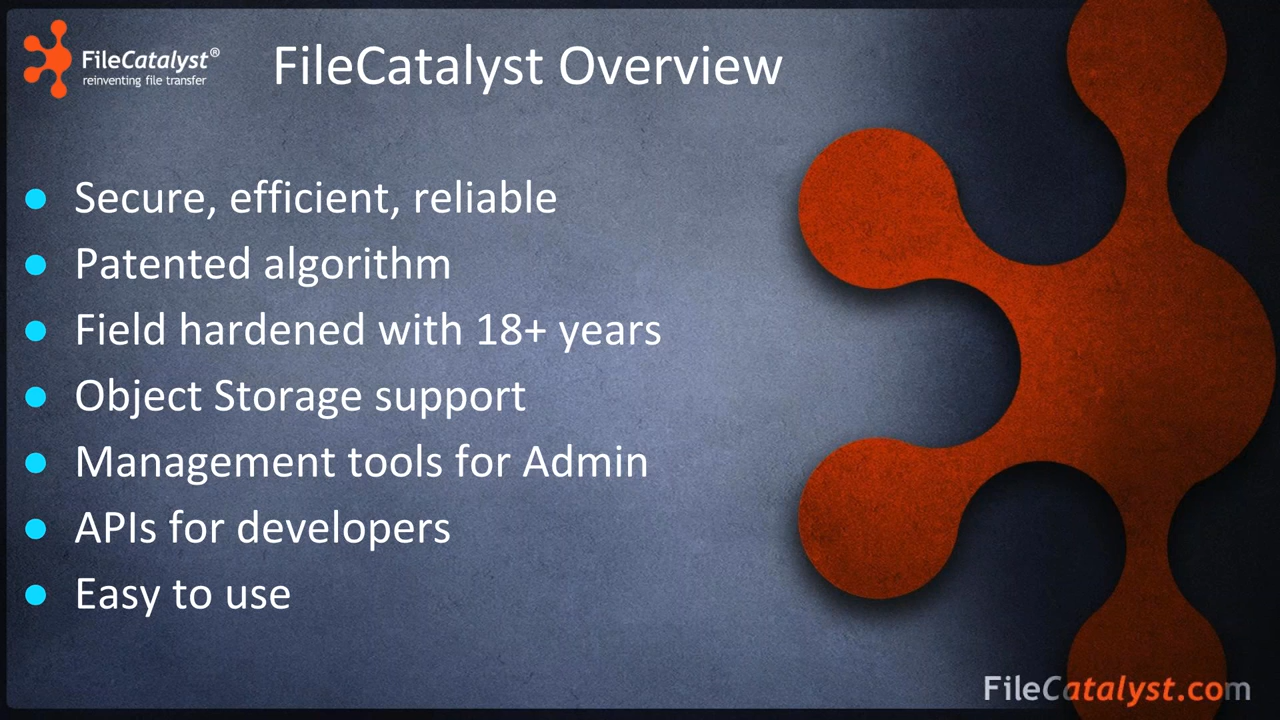 FileCatalyst®
reinventing file transfer
FileCatalyst Overview
● Secure, efficient, reliable
● Patented algorithm
● Field hardened with 18+ years
● Object Storage support
● Management tools for Admin
● APIs for developers
● Easy to use
FileCatalyst.com